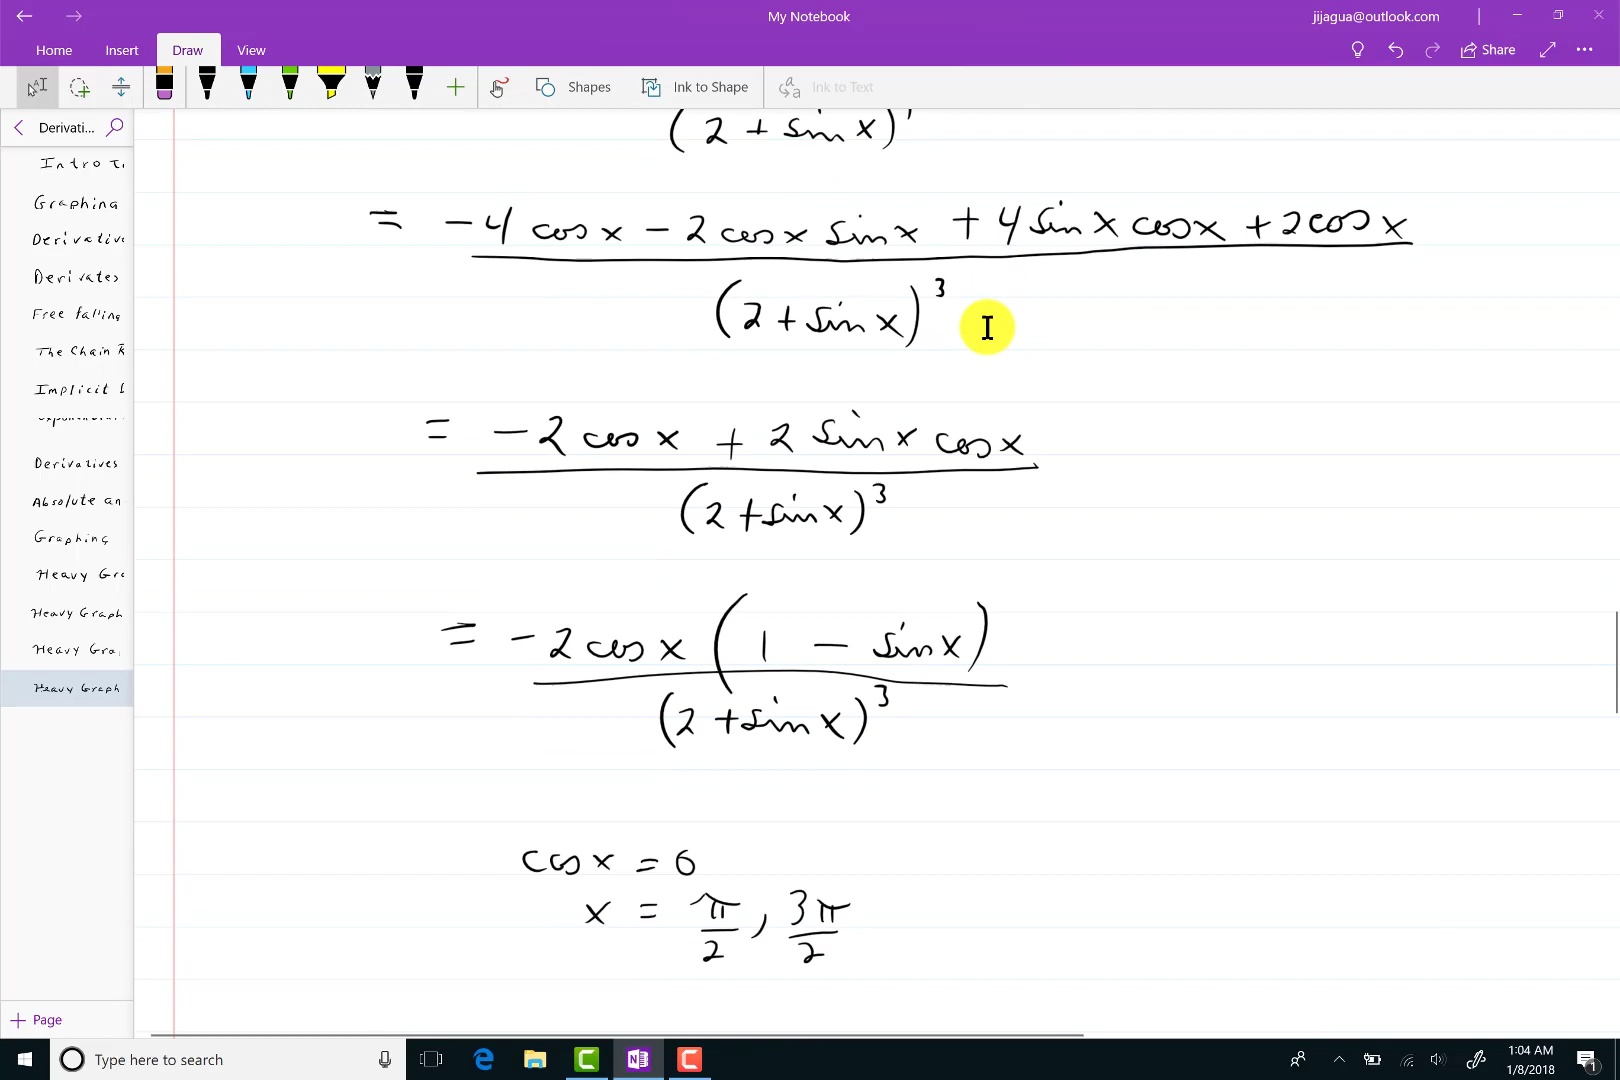 My Notebook
jijagua@outlook.com
Home Insert Draw View
Share
Shapes
Ink to Shape
Ink to Text
Derivati...
Intro T
Graphing
Derivative
Derivates
Free falling
The Chain R
Implicit
Derivatives
Absolute an
Graphing
Heavy Gr
Heavy Graph
Heavy Gra
Heavy Graph
+ Page
(2 + sin x)
= -4 cos x - 2 cos x sin x + 4 sin x cos x + 2 cos x
(2 + sin x)^3
= -2 cos x + 2 sin x cos x
(2 + sin x)^3
= -2 cos x (1 - sin x)
(2 + sin x)^3
cos x = 0
x = π/2, 3π/2
Type here to search
1:04 AM
1/8/2018
1